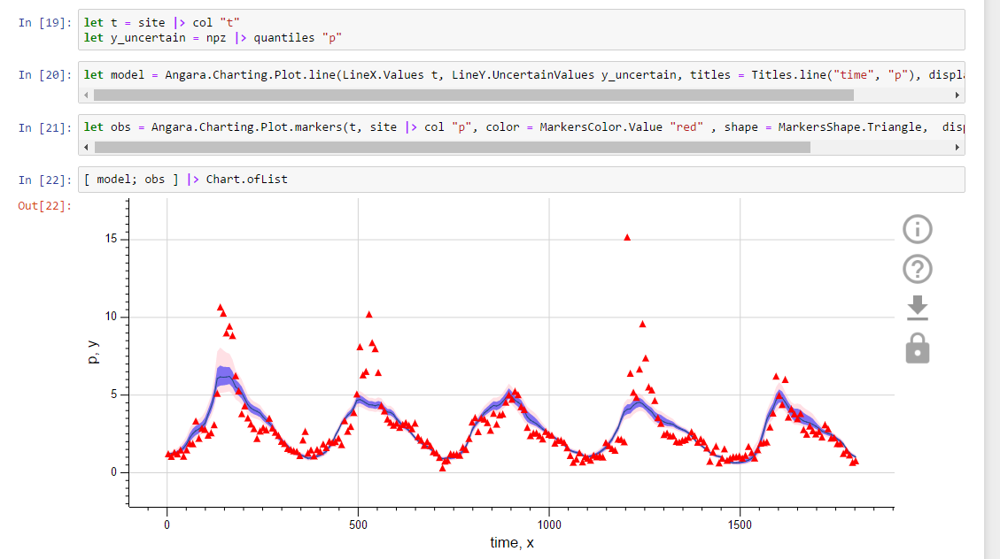 In [19]: let t = site |> col "t"
let y_uncertain = npz |> quantiles "p"
In [20]: let model = Angara.Charting.Plot.line(LineX.Values t, LineY.UncertainValues y_uncertain, titles = Titles.line("time", "p"), displ
In [21]: let obs = Angara.Charting.Plot.markers(t, site |> col "p", color = MarkersColor.Value "red" , shape = MarkersShape.Triangle, disp
In [22]: [ model; obs ] |> Chart.ofList
Out[22]:
15
10
5
0
p, y
0 500 1000 1500
time, x